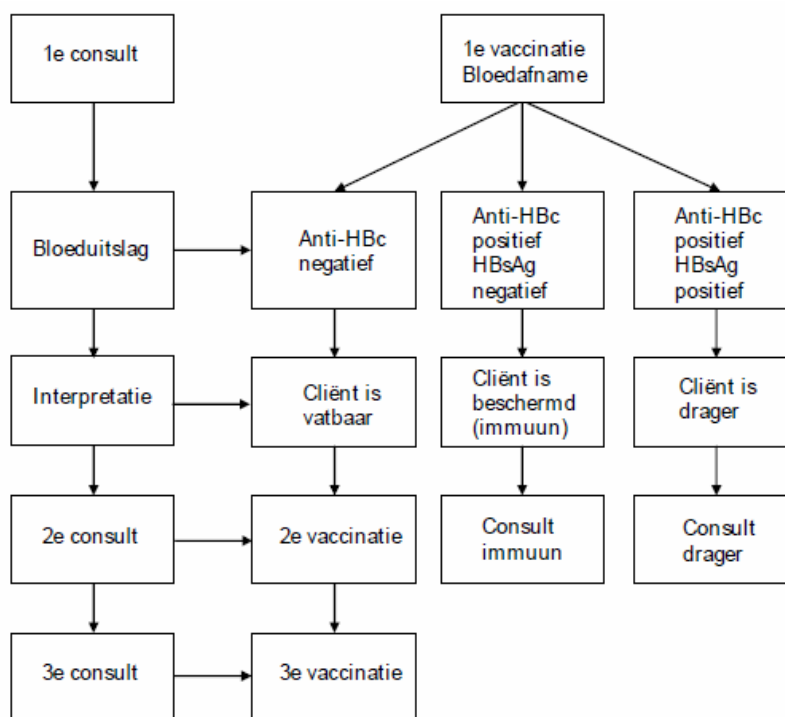 1e consult
1e vaccinatie
Bloedafname
Bloeduitslag
Anti-HBc
negatief
Anti-HBc
positief
HBsAg
negatief
Anti-HBc
positief
HBsAg
positief
Interpretatie
Cliënt is
vatbaar
Cliënt is
beschermd
(immuun)
Cliënt is
drager
2e consult
2e vaccinatie
Consult
immuun
Consult
drager
3e consult
3e vaccinatie